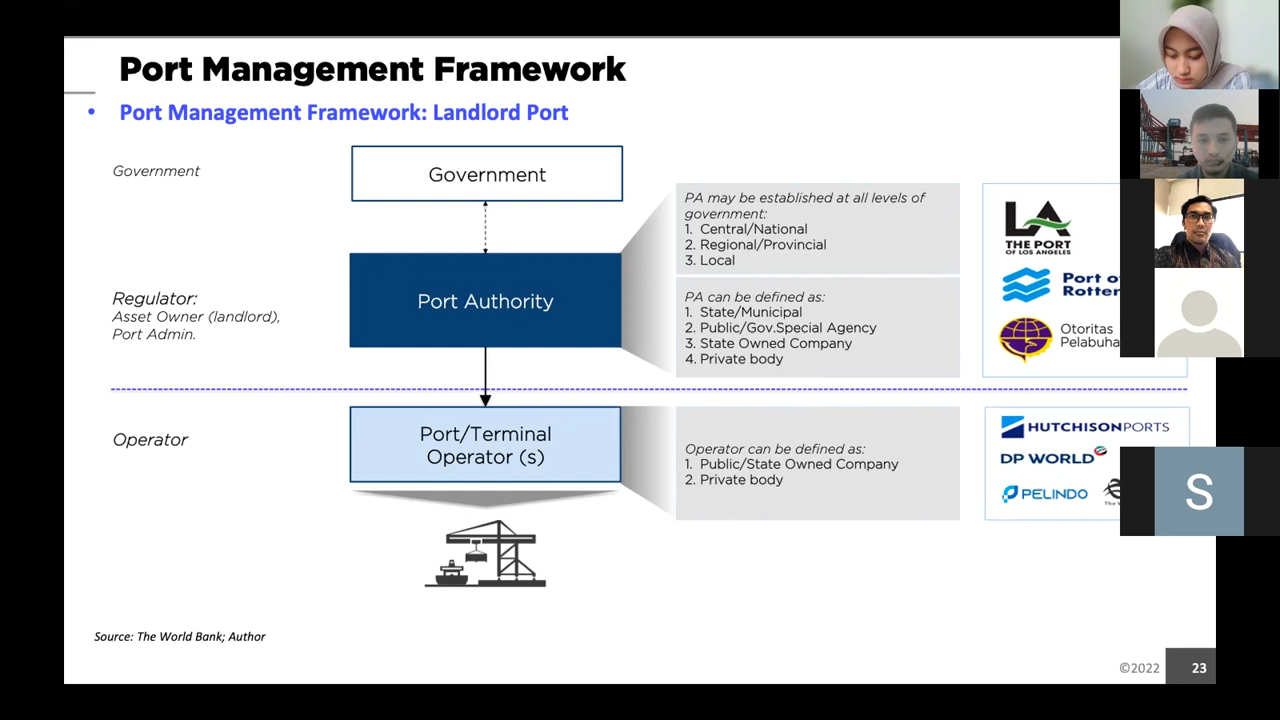 Port Management Framework
• Port Management Framework: Landlord Port
Government
Government
PA may be established at all levels of
government:
1. Central/National
2. Regional/Provincial
3. Local
LA
THE PORT
OF LOS ANGELES
Port of
Rotter
Otoritas
Pelabuha
Regulator:
Asset Owner (landlord),
Port Admin.
Port Authority
PA can be defined as:
1. State/Municipal
2. Public/Gov.Special Agency
3. State Owned Company
4. Private body
Operator
Port/Terminal
Operator (s)
Operator can be defined as:
1. Public/State Owned Company
2. Private body
HUTCHISON PORTS
DP WORLD
PELINDO
S
Source: The World Bank; Author
©2022
23